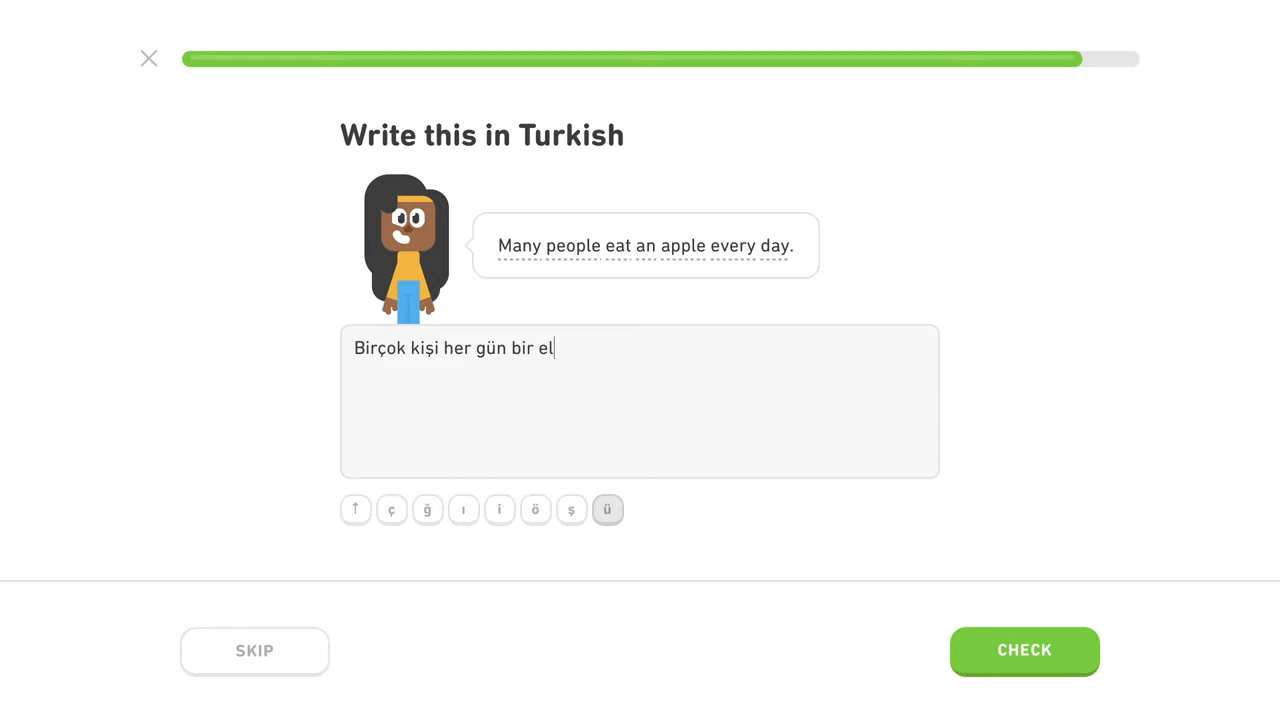 Write this in Turkish
Many people eat an apple every day.
Birçok kişi her gün bir el
↑ ç ğ ı i ö ş ü
SKIP
CHECK